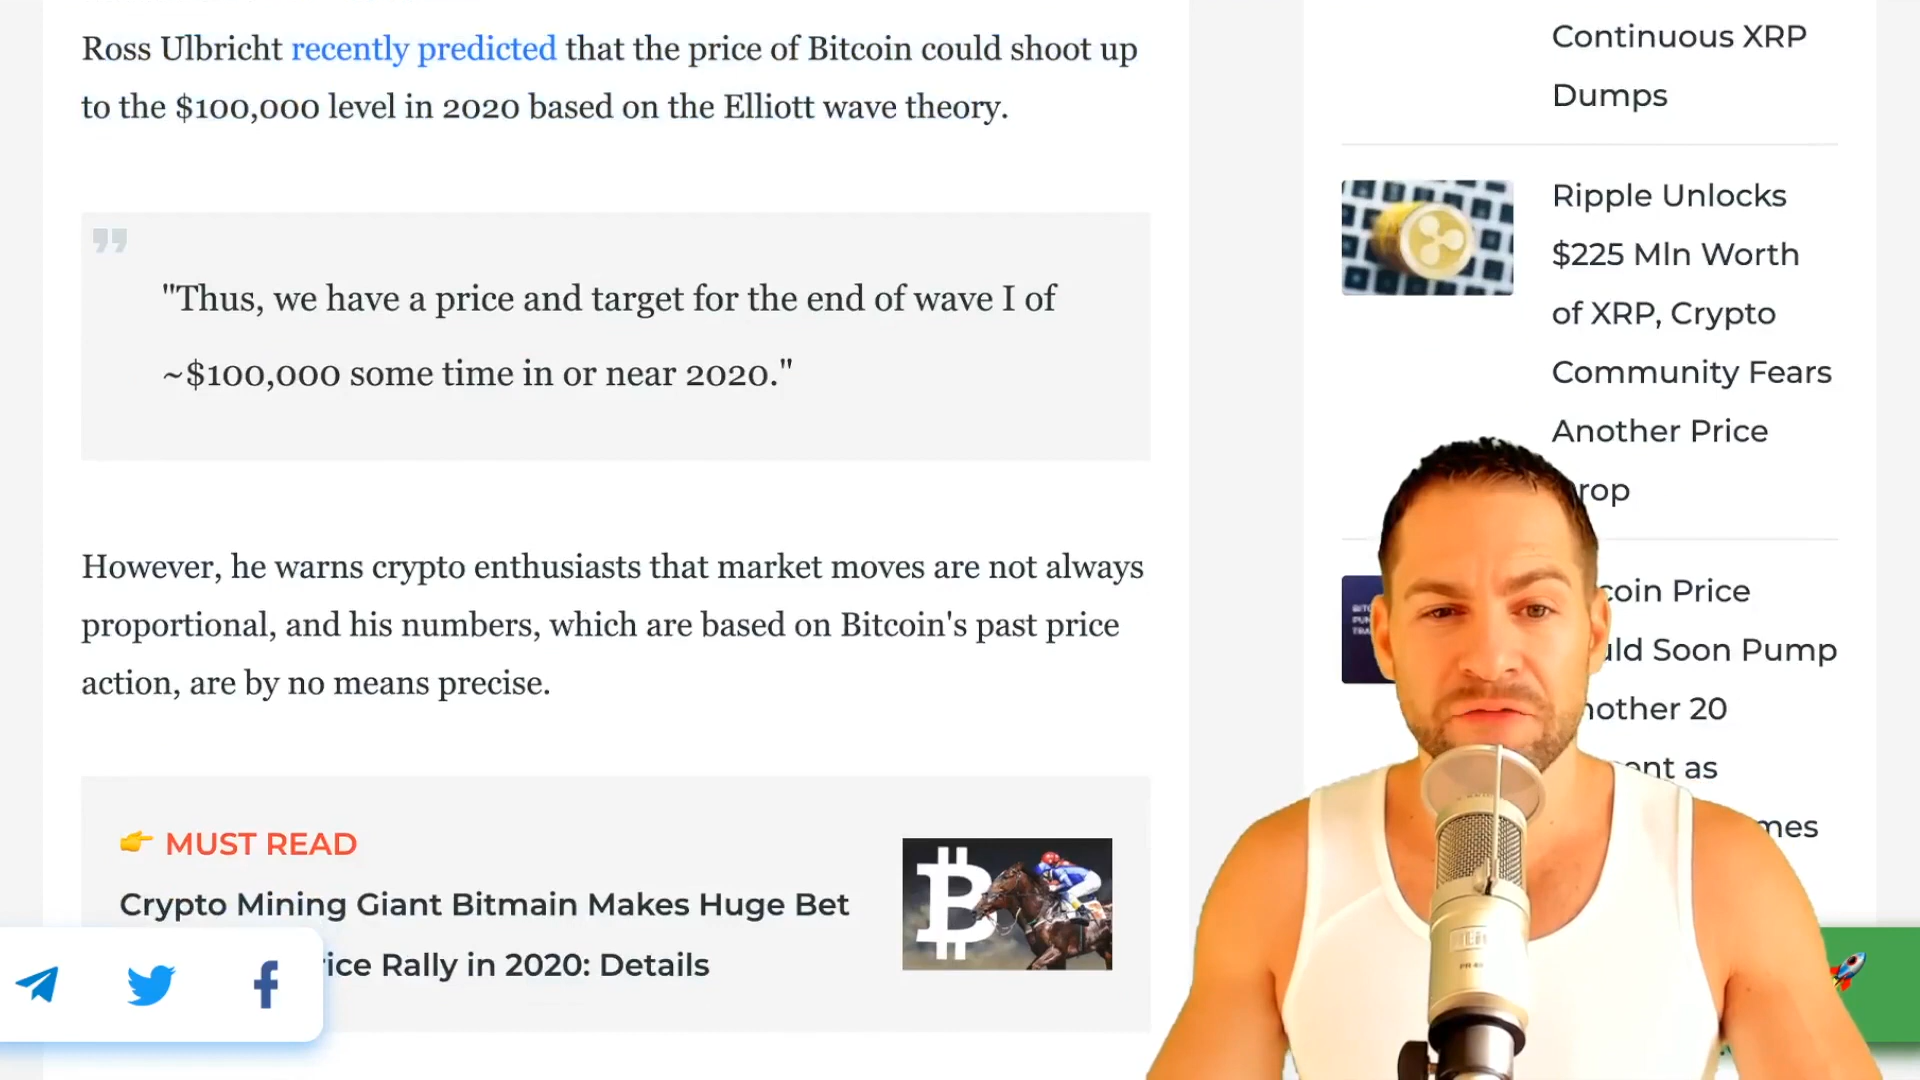 Ross Ulbricht recently predicted that the price of Bitcoin could shoot up
to the $100,000 level in 2020 based on the Elliott wave theory.
"Thus, we have a price and target for the end of wave I of
~$100,000 some time in or near 2020."
However, he warns crypto enthusiasts that market moves are not always
proportional, and his numbers, which are based on Bitcoin's past price
action, are by no means precise.
MUST READ
Crypto Mining Giant Bitmain Makes Huge Bet
rice Rally in 2020: Details
Continuous XRP
Dumps
Ripple Unlocks
$225 Mln Worth
of XRP, Crypto
Community Fears
Another Price
rop
coin Price
uld Soon Pump
nother 20
ent as
mes